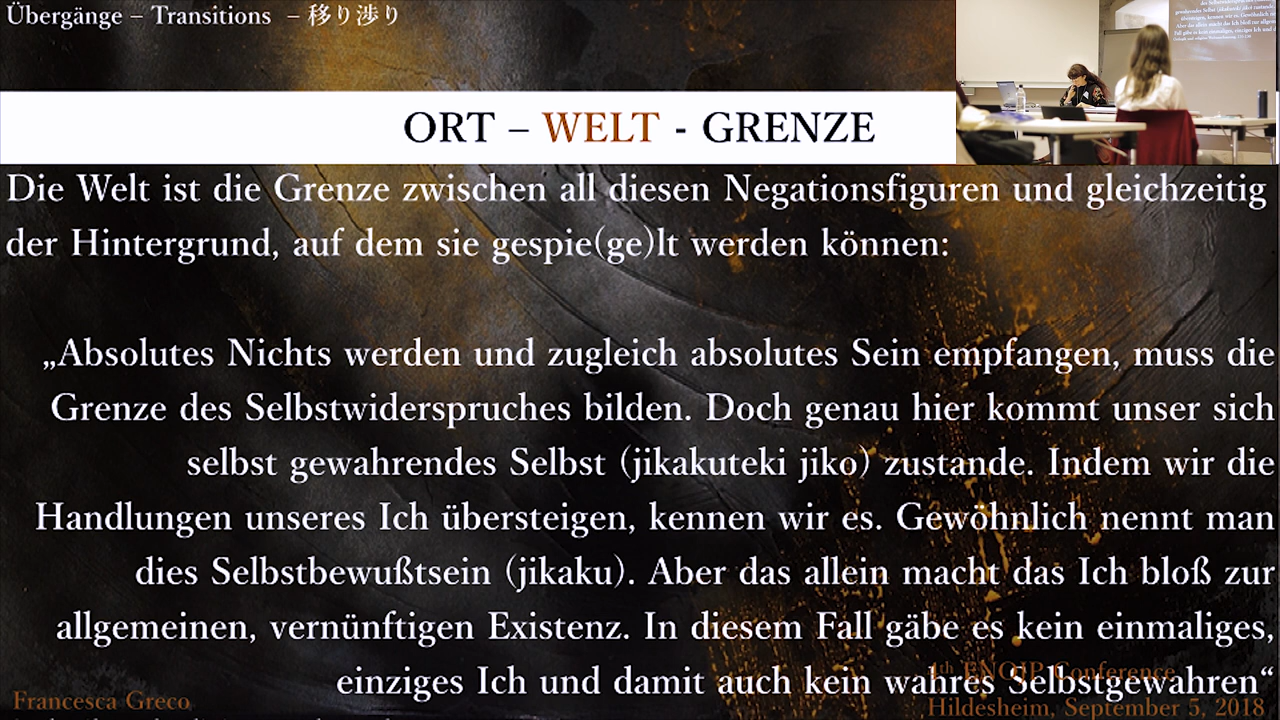 Übergänge – Transitions – 移り渉り
ORT – WELT - GRENZE
Die Welt ist die Grenze zwischen all diesen Negationsfiguren und gleichzeitig
der Hintergrund, auf dem sie gespie(ge)lt werden können:
„Absolutes Nichts werden und zugleich absolutes Sein empfangen, muss die
Grenze des Selbstwiderspruches bilden. Doch genau hier kommt unser sich
selbst gewahrendes Selbst (jikakuteki jiko) zustande. Indem wir die
Handlungen unseres Ich übersteigen, kennen wir es. Gewöhnlich nennt man
dies Selbstbewußtsein (jikaku). Aber das allein macht das Ich bloß zur
allgemeinen, vernünftigen Existenz. In diesem Fall gäbe es kein einmaliges,
einziges Ich und damit auch kein wahres Selbstgewahren“
4th ENOJP Conference
Francesca Greco
Hildesheim, September 5, 2018